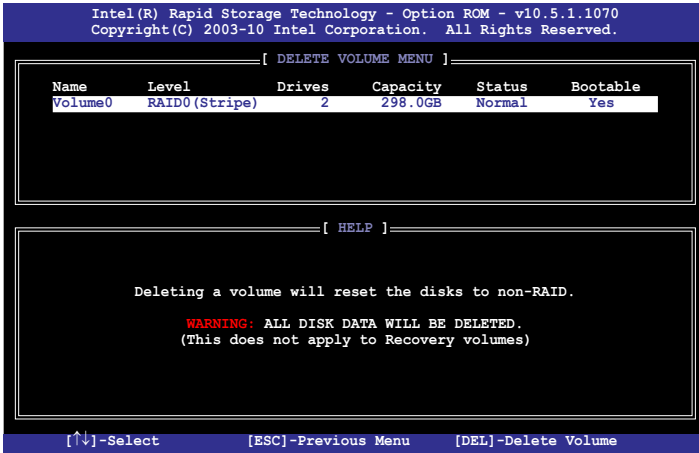 Intel(R) Rapid Storage Technology - Option ROM - v10.5.1.1070
Copyright(C) 2003-10 Intel Corporation.  All Rights Reserved.
[ DELETE VOLUME MENU ]
Name Level Drives Capacity Status Bootable
Volume0 RAID0(Stripe) 2 298.0GB Normal Yes
[ HELP ]
Deleting a volume will reset the disks to non-RAID.
WARNING: ALL DISK DATA WILL BE DELETED.
(This does not apply to Recovery volumes)
[↑↓]-Select [ESC]-Previous Menu [DEL]-Delete Volume